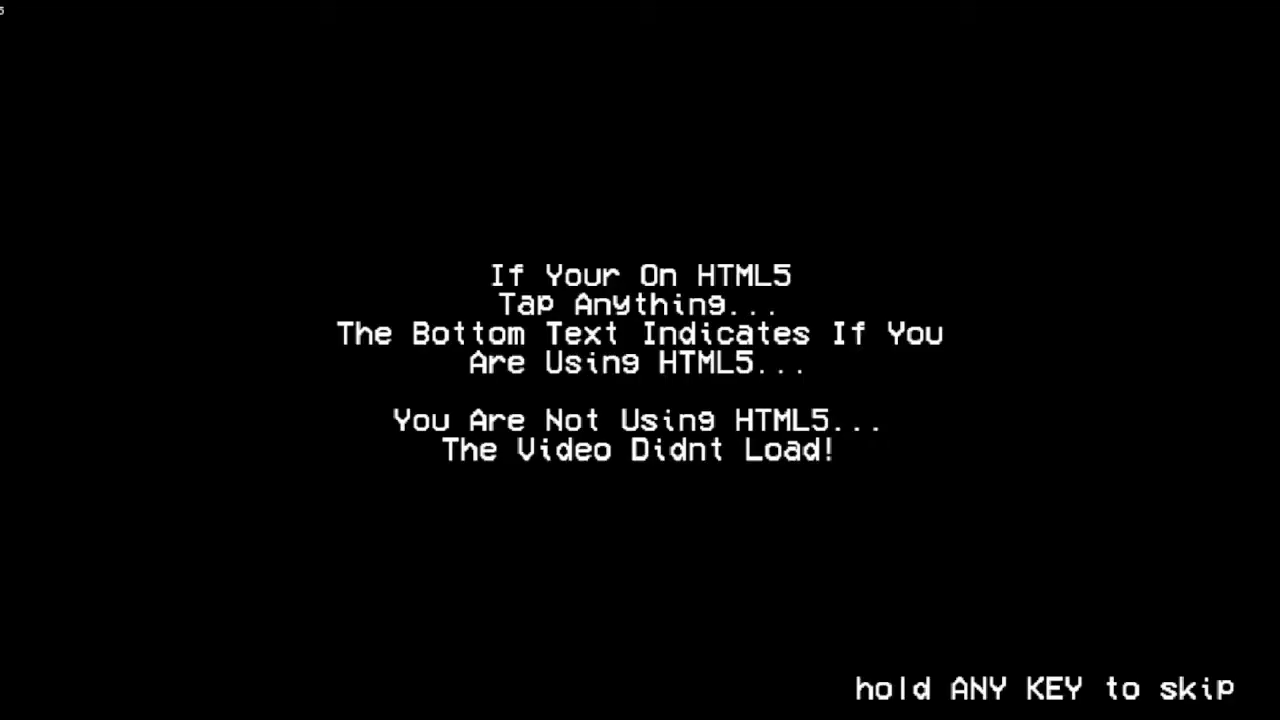 5
If Your On HTML5
Tap Anything...
The Bottom Text Indicates If You
Are Using HTML5...
You Are Not Using HTML5...
The Video Didnt Load!
hold ANY KEY to skip